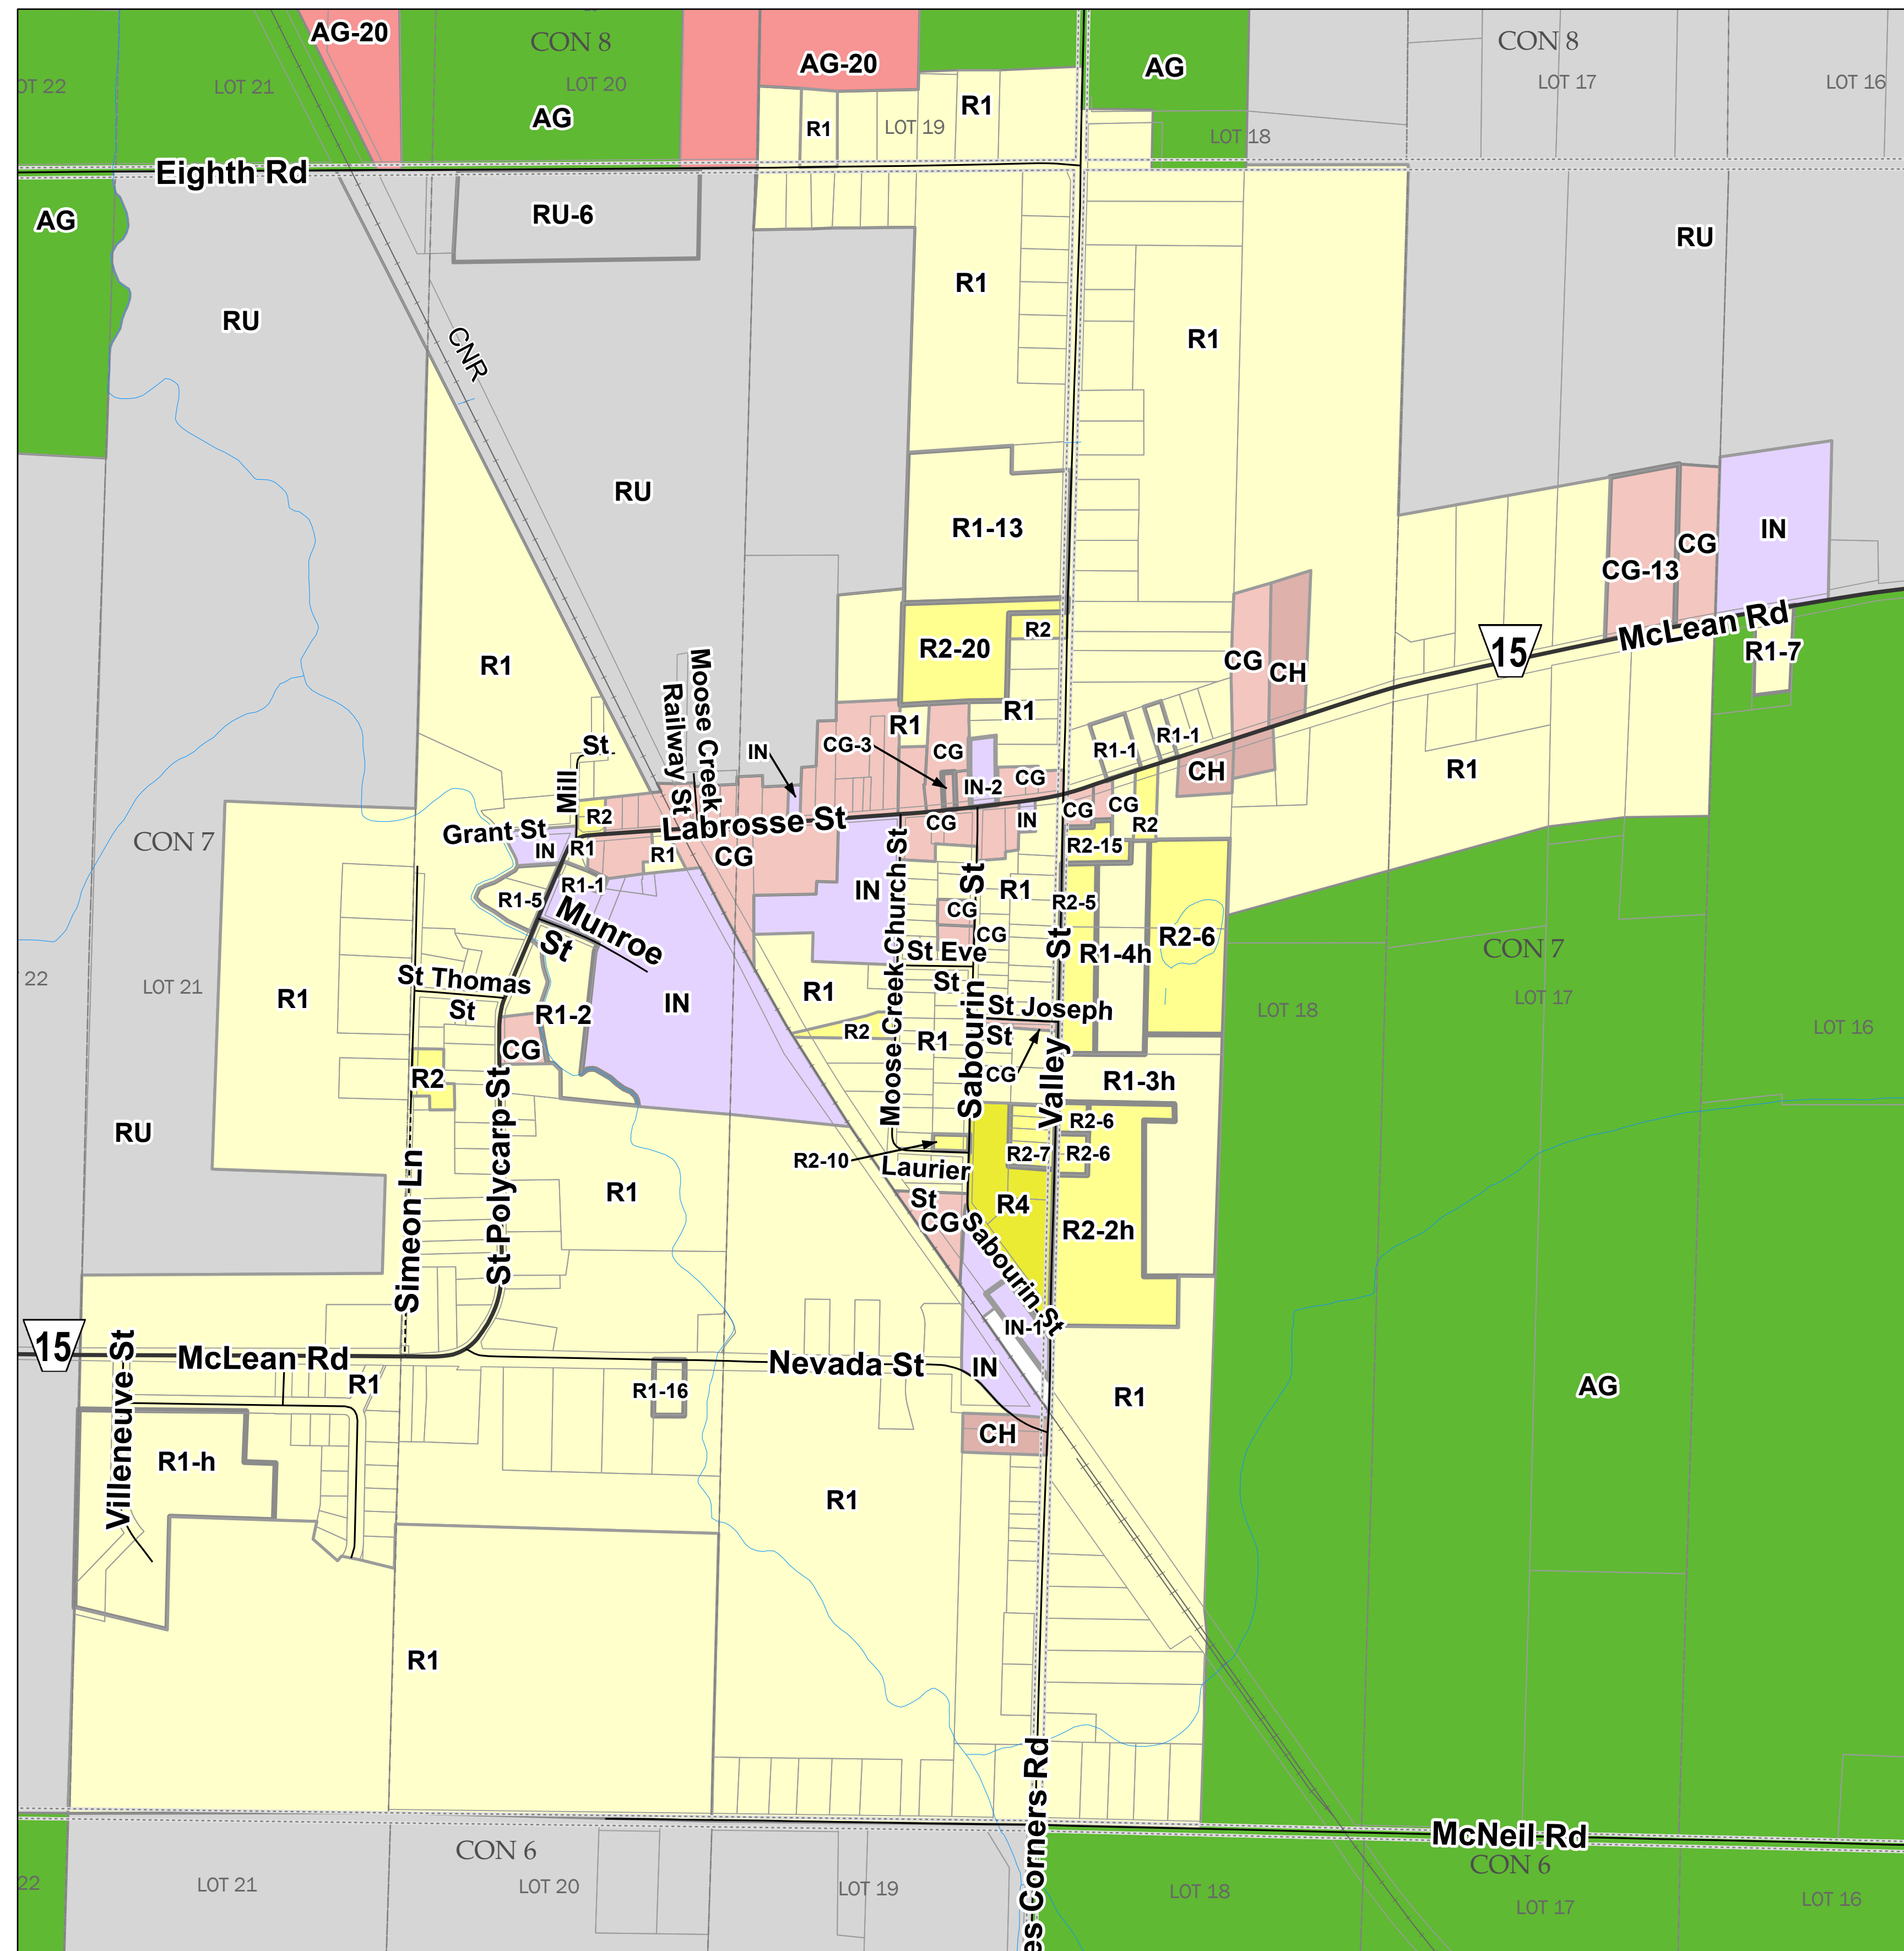 AG-20
CON 8
CON 8
AG-20
AG
LOT 21
LOT 20
LOT 17
LOT 16
OT 22
R1
AG
R1
LOT 19
LOT 18
Eighth Rd
AG
RU-6
RU
R1
RU
R1
CNR
RU
R1-13
IN
CG
CG-13
McLean Rd
R2
R2-20
15
R1-7
R1
CG
CH
Moose Creek
Railway St
R1
R1
St
IN
CG-3
CG
R1-1
R1-1
R1
Mill
CG
CH
IN-2
R2
Labrosse St
CG
CG
CG
IN
R2
Grant St
CON 7
IN
R1
R1
CG
R2-15
R1-1
IN
R1
R1-5
CG
R2-5
Munroe
St
CG
R2-6
St
St
CON 7
St Eve
St
R1-4h
22
LOT 21
R1
St Thomas
St
IN
R1
Moose Creek Church St
Sabourin
LOT 18
LOT 17
LOT 16
R1-2
St Joseph
St
CG
R2
R1
R2
CG
R1-3h
Valley
RU
R2-6
R2-10
R2-7
R2-6
Laurier
St
R1
R4
CG
R2-2h
Simeon Ln
St Polycarp St
Sabourin St
IN-1
15
Villeneuve St
McLean Rd
Nevada St
IN
R1
R1-16
R1
AG
CH
R1-h
R1
R1
es Corners Rd
McNeil Rd
CON 6
CON 6
22
LOT 21
LOT 20
LOT 19
LOT 18
LOT 17
LOT 16